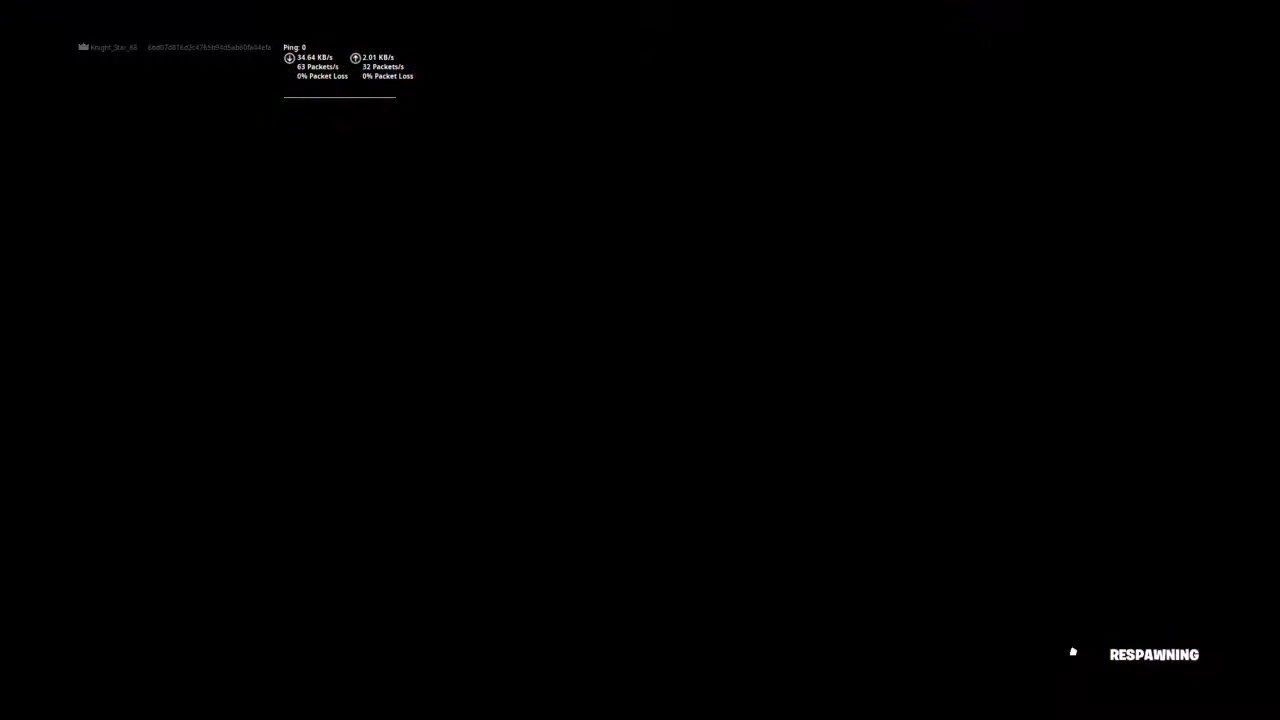 Knight_Star_68
Ping: 0
34.64 KB/s 2.01 KB/s
63 Packets/s 32 Packets/s
0% Packet Loss 0% Packet Loss
RESPAWNING